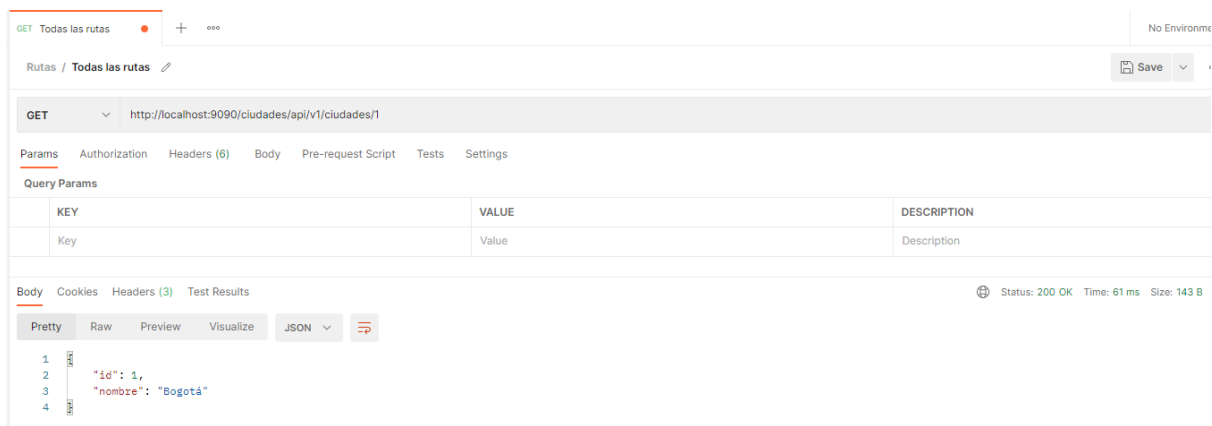 GET Todas las rutas
No Environme
Rutas / Todas las rutas
Save
GET http://localhost:9090/ciudades/api/v1/ciudades/1
Params Authorization Headers (6) Body Pre-request Script Tests Settings
Query Params
KEY VALUE DESCRIPTION
Key Value Description
Body Cookies Headers (3) Test Results Status: 200 OK Time: 61 ms Size: 143 B
Pretty Raw Preview Visualize JSON
1 {
2 "id": 1,
3 "nombre": "Bogotá"
4 }